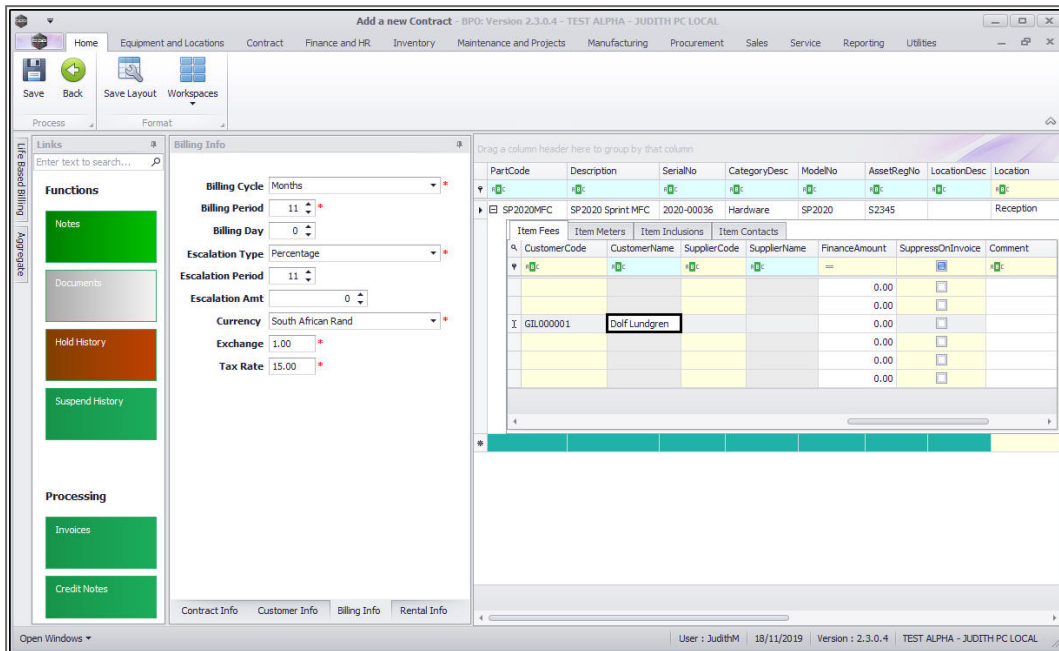 Add a new Contract - BPO: Version 2.3.0.4 - TEST ALPHA - JUDITH PC LOCAL
Home Equipment and Locations Contract Finance and HR Inventory Maintenance and Projects Manufacturing Procurement Sales Service Reporting Utilities
Save Back Save Layout Workspaces
Process Format
Life Based Billing
Aggregate
Links
Enter text to search...
Functions
Notes
Documents
Hold History
Suspend History
Processing
Invoices
Credit Notes
Billing Info
Billing Cycle Months *
Billing Period 11 *
Billing Day 0
Escalation Type Percentage *
Escalation Period 11
Escalation Amt 0
Currency South African Rand *
Exchange 1.00 *
Tax Rate 15.00 *
Contract Info Customer Info Billing Info Rental Info
Drag a column header here to group by that column
PartCode Description SerialNo CategoryDesc ModelNo AssetRegNo LocationDesc Location
SP2020MFC SP2020 Sprint MFC 2020-00036 Hardware SP2020 S2345 Reception
Item Fees Item Meters Item Inclusions Item Contacts
CustomerCode CustomerName SupplierCode SupplierName FinanceAmount SuppressOnInvoice Comment
=
0.00
0.00
GIL000001 Dolf Lundgren 0.00
0.00
0.00
0.00
Open Windows User : JudithM 18/11/2019 Version : 2.3.0.4 TEST ALPHA - JUDITH PC LOCAL